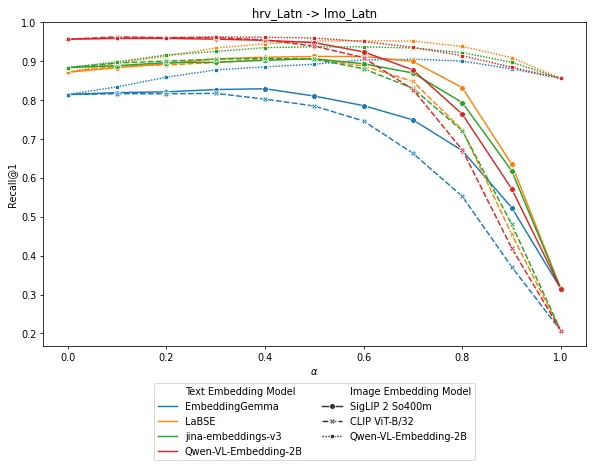 hrv_Latn -> lmo_Latn
Recall@1
1.0
0.9
0.8
0.7
0.6
0.5
0.4
0.3
0.2
0.0
0.2
0.4
0.6
0.8
1.0
α
Text Embedding Model
EmbeddingGemma
LaBSE
jina-embeddings-v3
Qwen-VL-Embedding-2B
Image Embedding Model
SigLIP 2 So400m
CLIP ViT-B/32
Qwen-VL-Embedding-2B